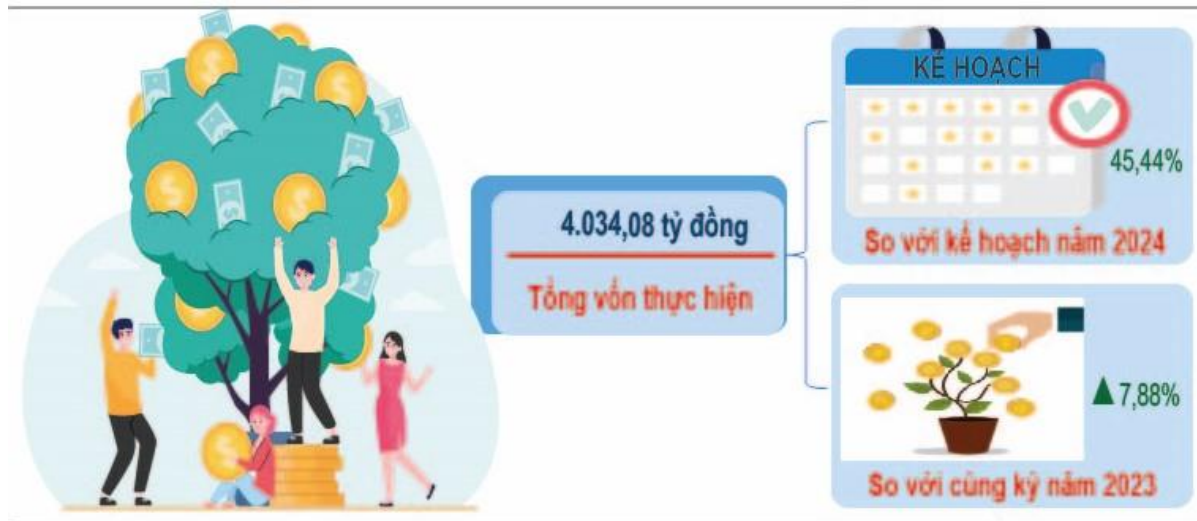 4.034,08 tỷ đồng
Tổng vốn thực hiện
KẾ HOẠCH
45,44%
So với kế hoạch năm 2024
7,88%
So với cùng kỳ năm 2023